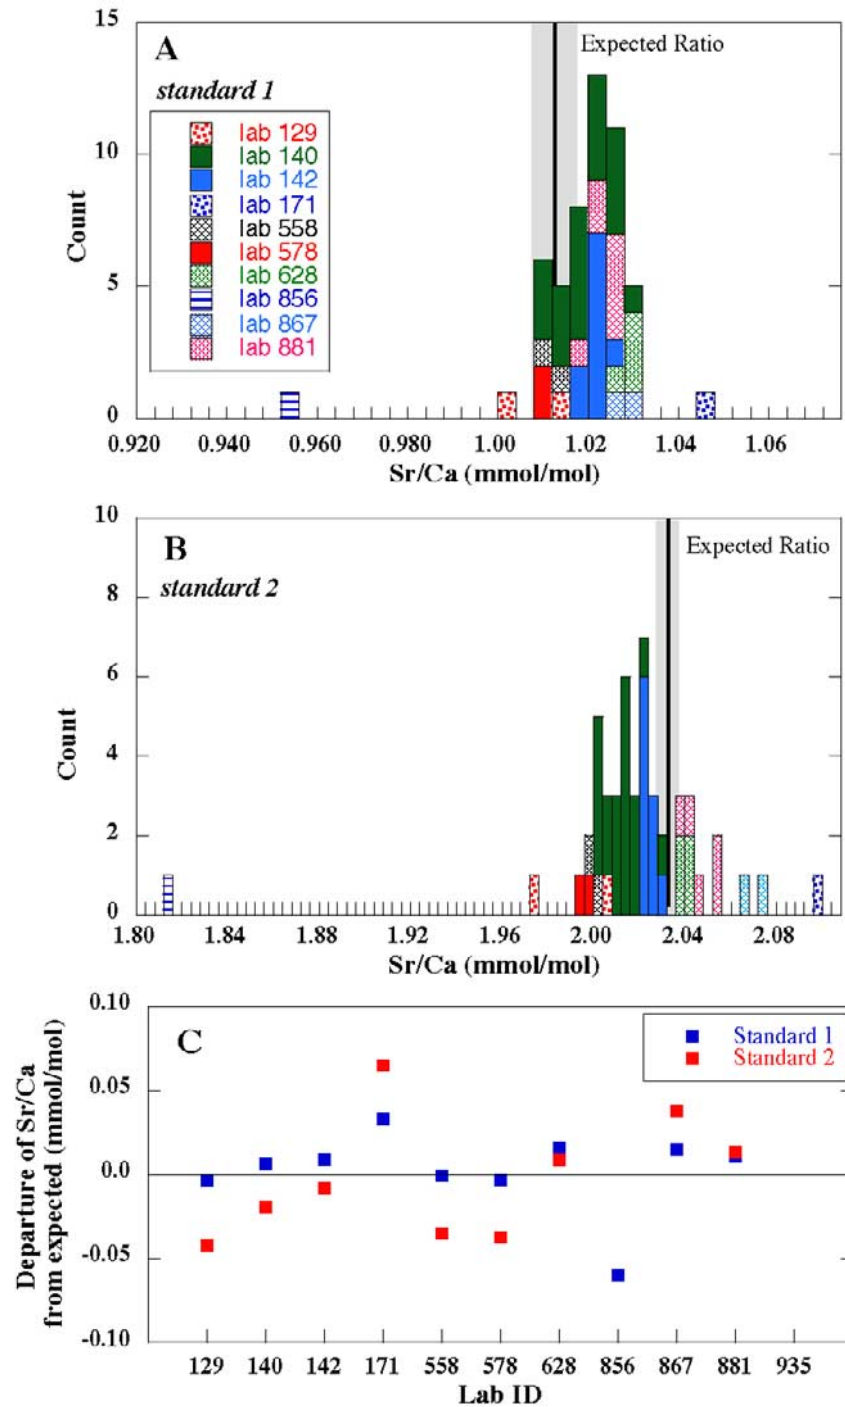 15
A
Expected Ratio
standard 1
lab 129
lab 140
lab 142
lab 171
lab 558
lab 578
lab 628
lab 856
lab 867
lab 881
10
5
0
Count
0.920 0.940 0.960 0.980 1.00 1.02 1.04 1.06
Sr/Ca (mmol/mol)
10
B
Expected Ratio
standard 2
8
6
4
2
0
Count
1.80 1.84 1.88 1.92 1.96 2.00 2.04 2.08
Sr/Ca (mmol/mol)
0.10
C
Standard 1
Standard 2
0.05
0.0
-0.05
-0.10
Departure of Sr/Ca
from expected (mmol/mol)
129 140 142 171 558 578 628 856 867 881 935
Lab ID